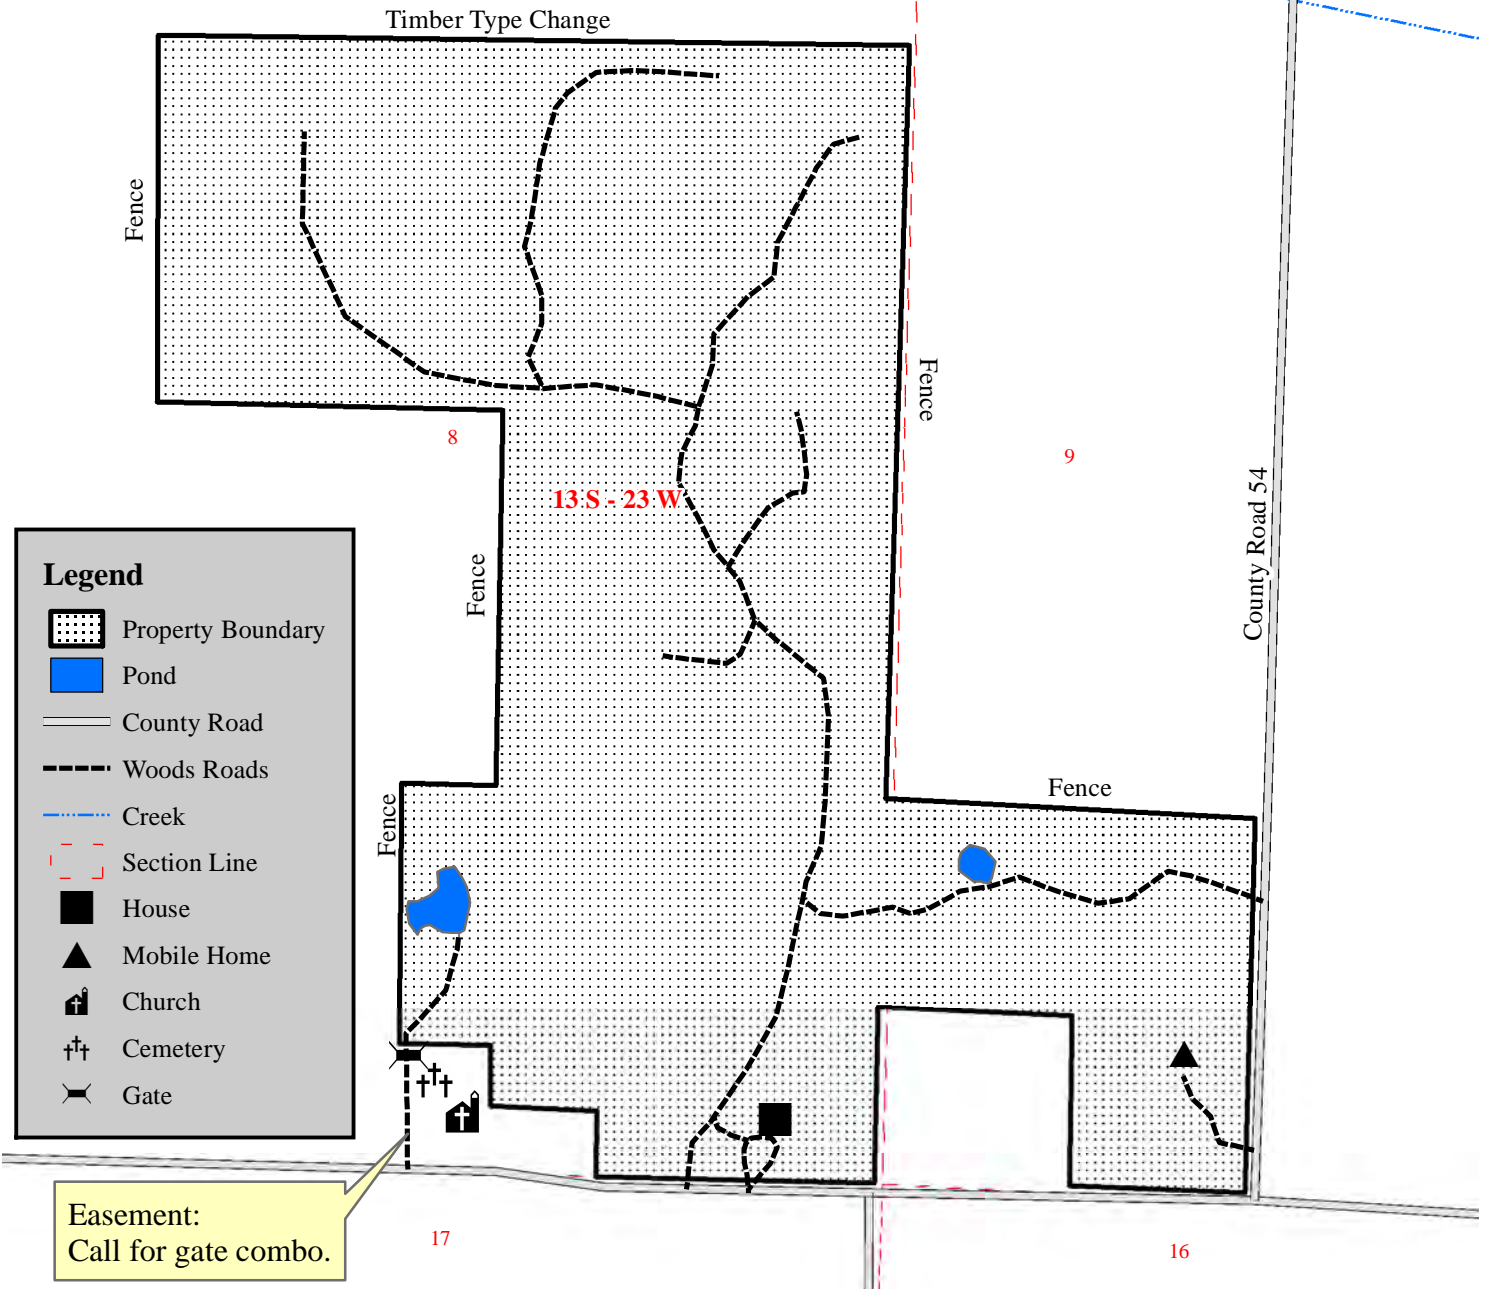 Timber Type Change
Fence
Fence
8
9
13 S - 23 W
County Road 54
Fence
Legend
Property Boundary
Pond
County Road
Woods Roads
Creek
Section Line
House
Mobile Home
Church
Cemetery
Gate
Fence
Fence
Easement:
Call for gate combo.
17
16